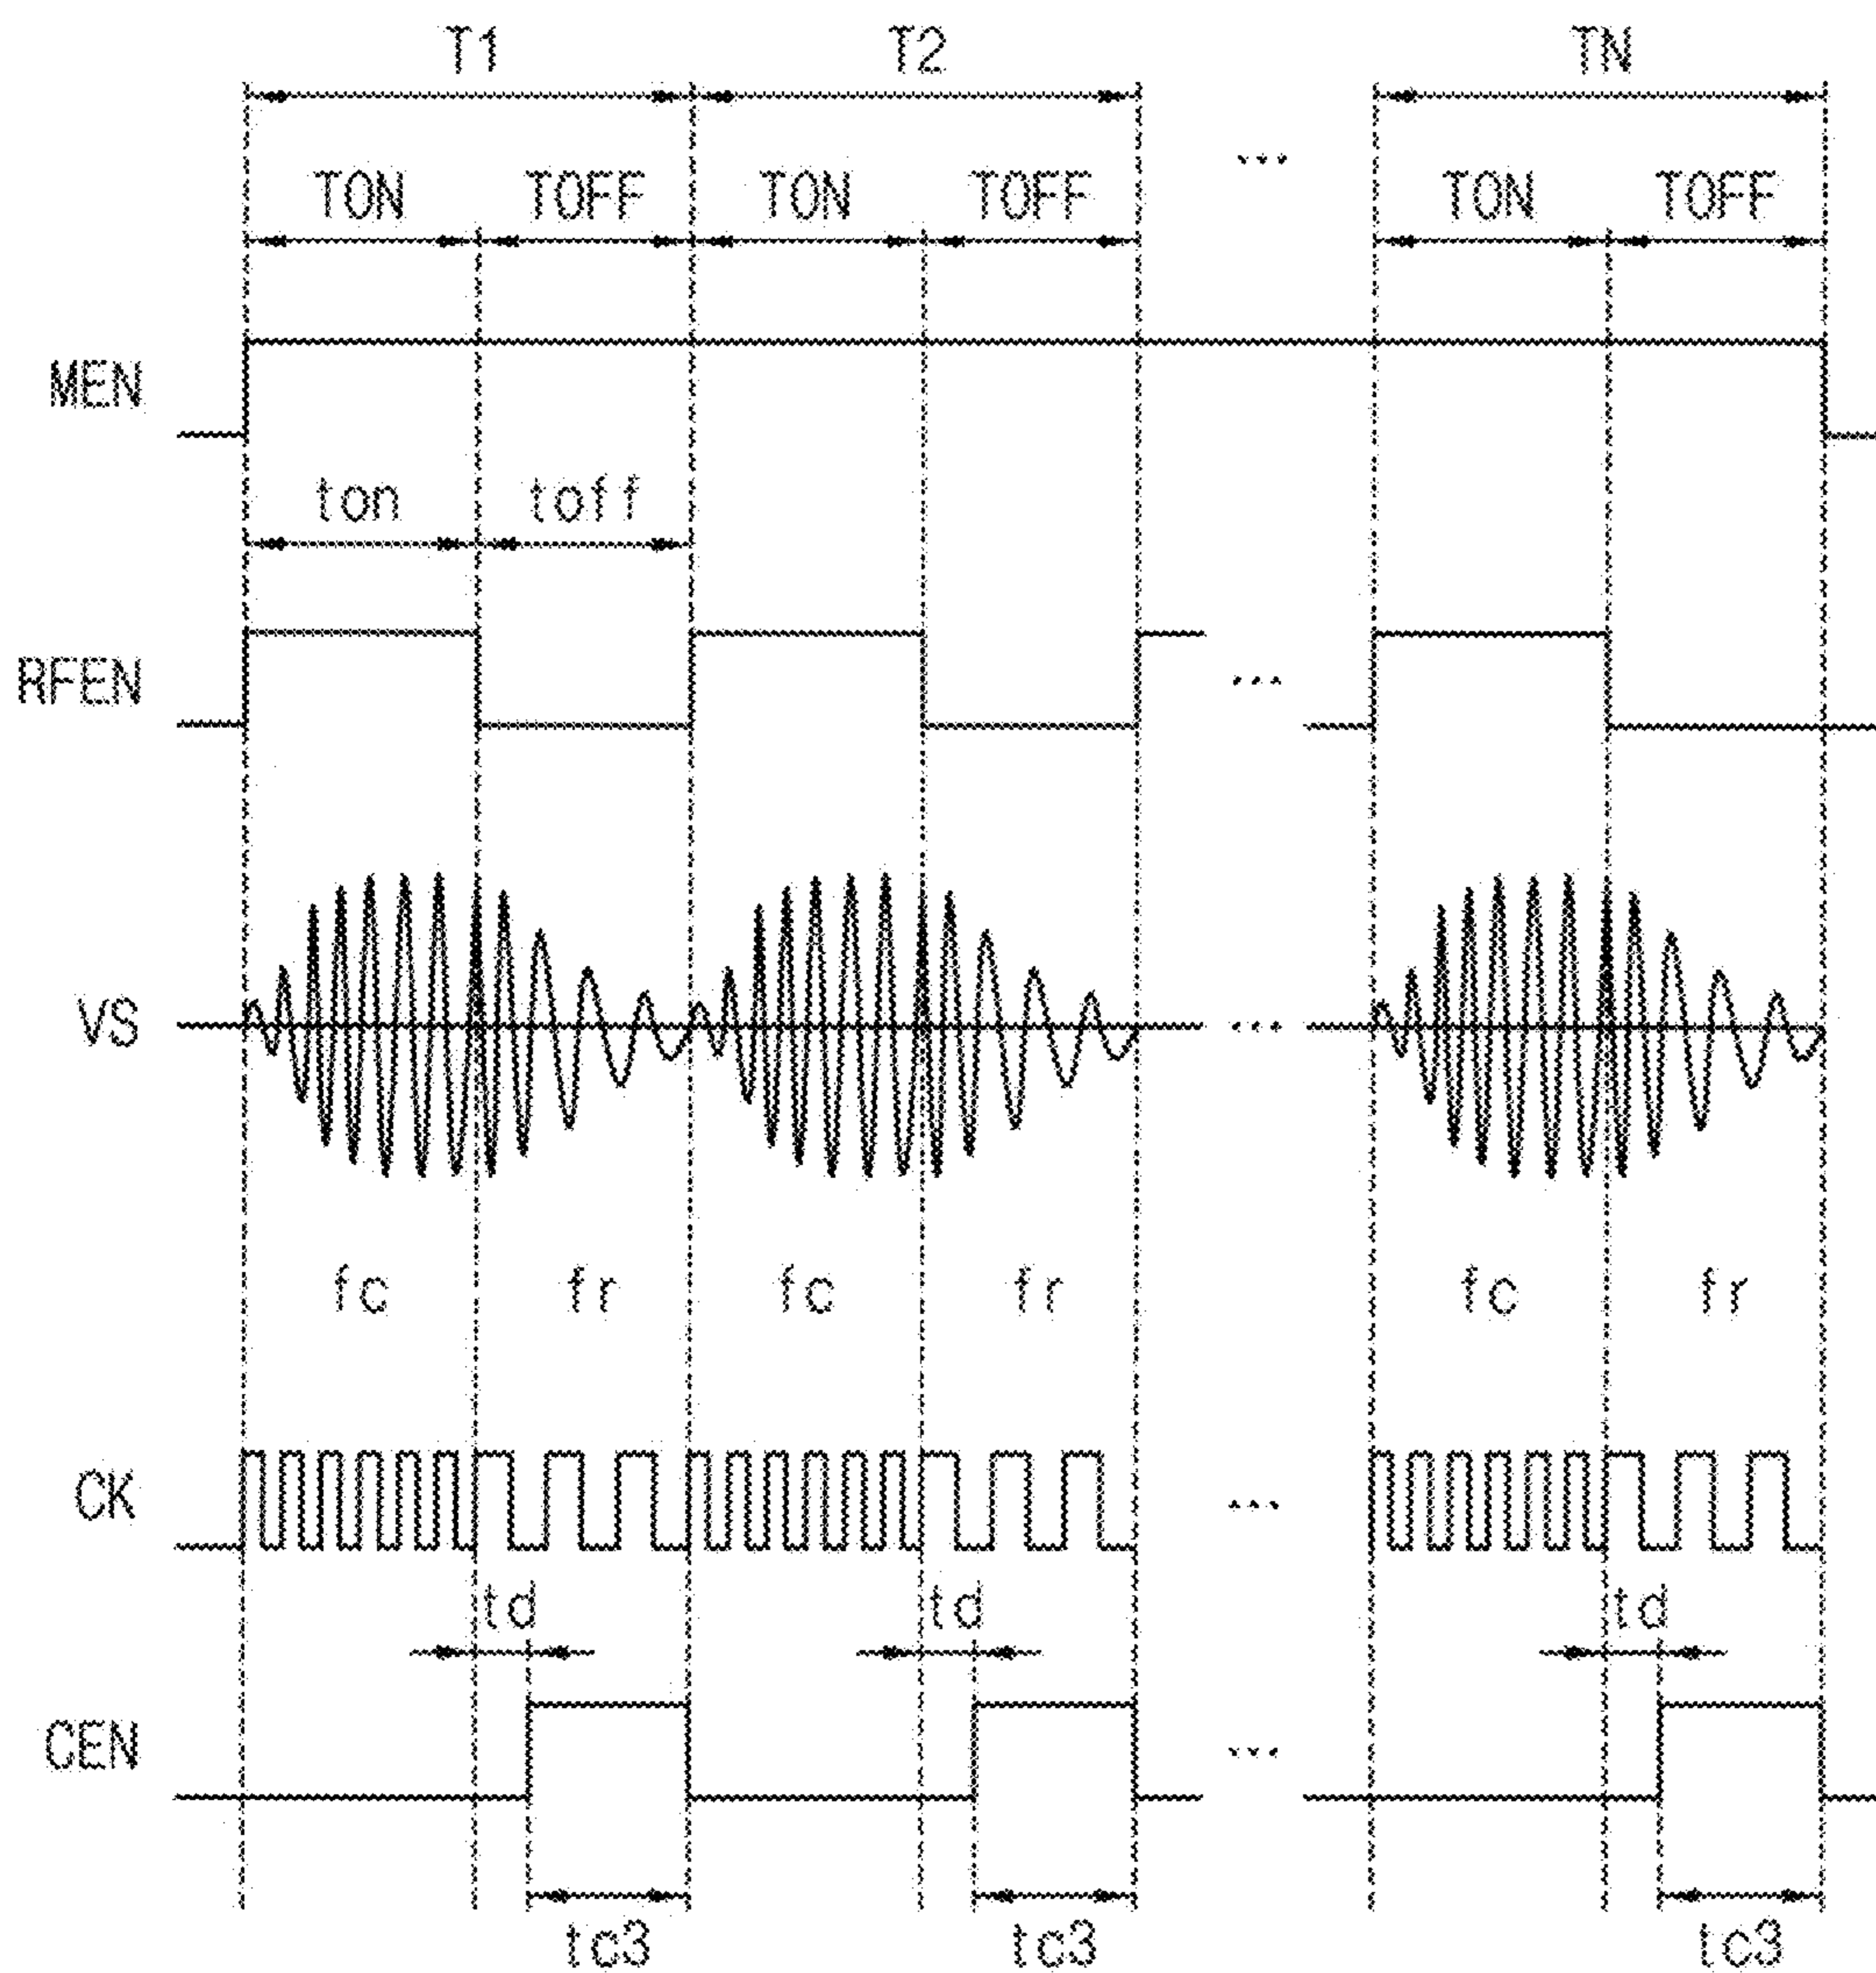 T1 T2 TN
...
TON TOFF TON TOFF TON TOFF
MEN
ton toff
RFEN ...
VS ...
fc fr fc fr fc fr
CK ...
td td td
CEN ...
tc3 tc3 tc3